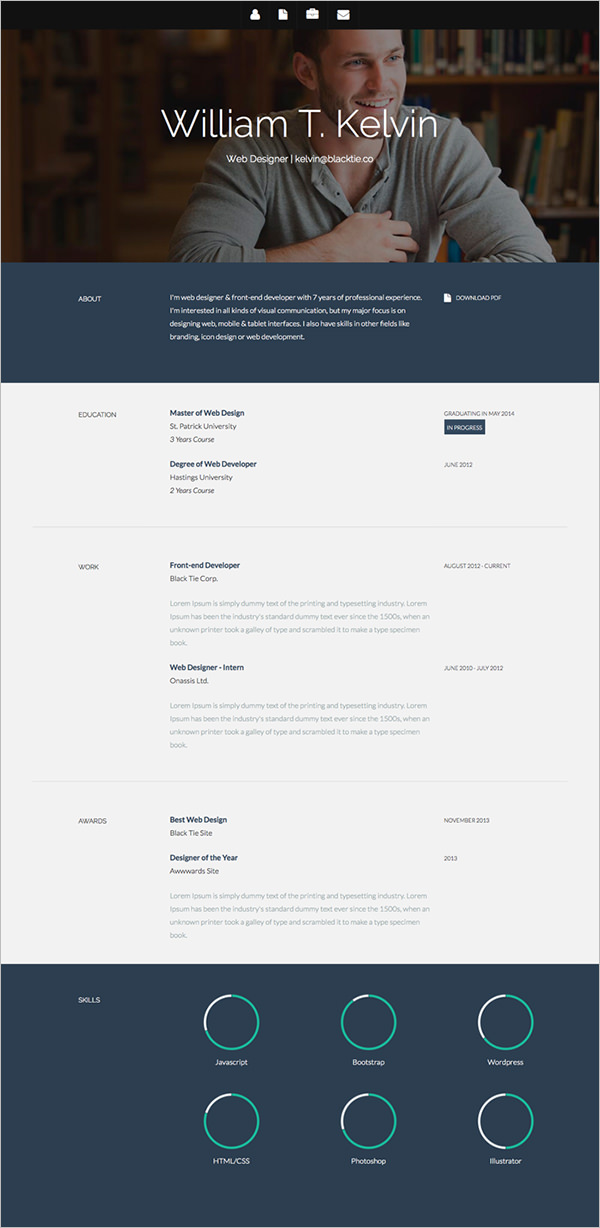 William T. Kelvin
Web Designer | kelvin@blacktie.co
ABOUT
I'm web designer & front-end developer with 7 years of professional experience.
I'm interested in all kinds of visual communication, but my major focus is on
designing web, mobile & tablet interfaces. I also have skills in other fields like
branding, icon design or web development.
DOWNLOAD PDF
EDUCATION
Master of Web Design
St. Patrick University
3 Years Course
GRADUATING IN MAY 2014
IN PROGRESS
Degree of Web Developer
Hastings University
2 Years Course
JUNE 2012
WORK
Front-end Developer
Black Tie Corp.
AUGUST 2012 - CURRENT
Lorem Ipsum is simply dummy text of the printing and typesetting industry. Lorem
Ipsum has been the industry's standard dummy text ever since the 1500s, when an
unknown printer took a galley of type and scrambled it to make a type specimen
book.
Web Designer - Intern
Onassis Ltd.
JUNE 2010 - JULY 2012
Lorem Ipsum is simply dummy text of the printing and typesetting industry. Lorem
Ipsum has been the industry's standard dummy text ever since the 1500s, when an
unknown printer took a galley of type and scrambled it to make a type specimen
book.
AWARDS
Best Web Design
Black Tie Site
NOVEMBER 2013
Designer of the Year
Awwwards Site
2013
Lorem Ipsum is simply dummy text of the printing and typesetting industry. Lorem
Ipsum has been the industry's standard dummy text ever since the 1500s, when an
unknown printer took a galley of type and scrambled it to make a type specimen
book.
SKILLS
Javascript
Bootstrap
Wordpress
HTML/CSS
Photoshop
Illustrator